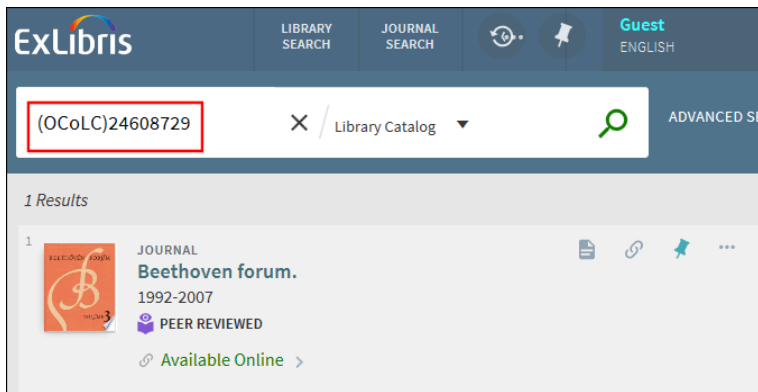 ExLibris
LIBRARY SEARCH
JOURNAL SEARCH
Guest
ENGLISH
(OCoLC)24608729
Library Catalog
ADVANCED SE
1 Results
1
JOURNAL
Beethoven forum.
1992-2007
PEER REVIEWED
Available Online
B
3